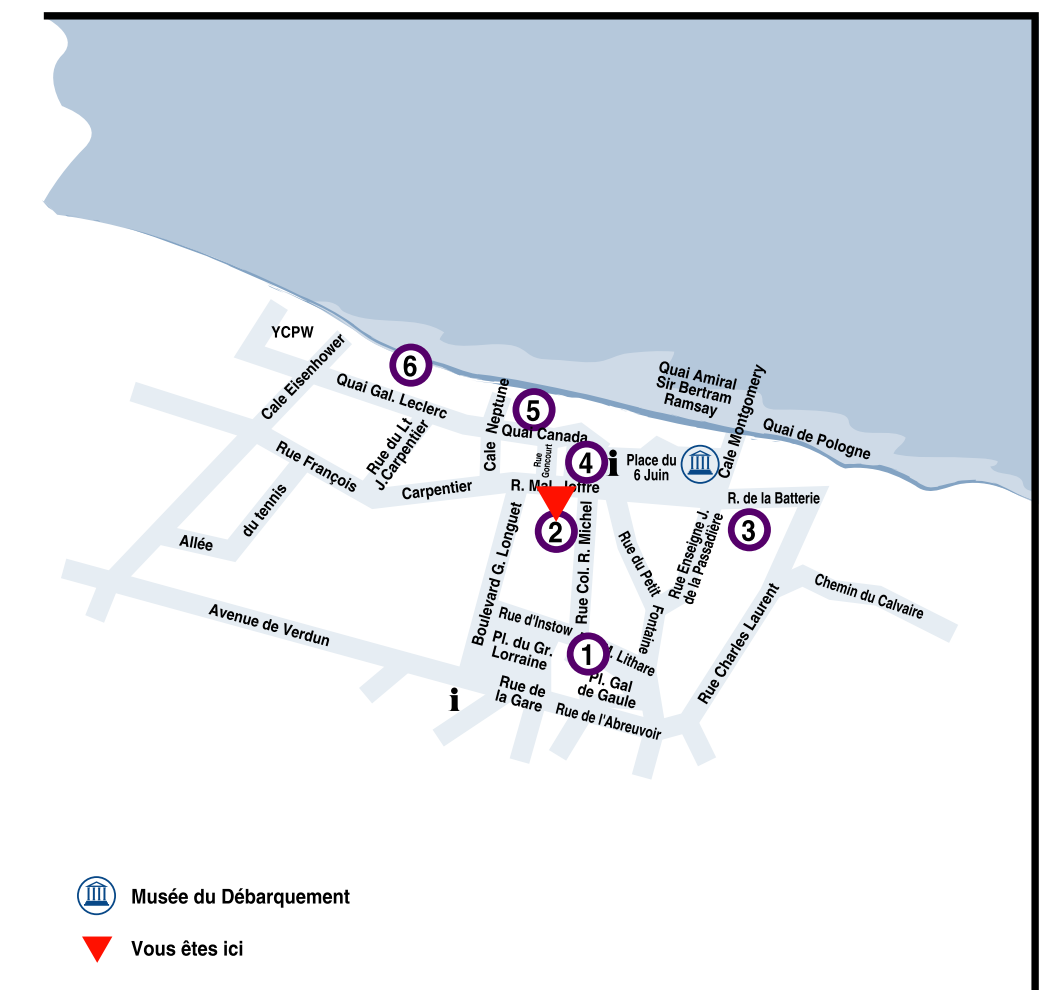 YCPW
Cale Eisenhower
6
Quai Gal. Leclerc
Rue du Lt
J.Carpentier
Cale Neptune
5
Quai Canada
Rue
Goncourt
4
i
Place du
6 Juin
Quai Amiral
Sir Bertram
Ramsay
Cale Montgomery
Quai de Pologne
Rue François
Carpentier
R. Mal. Joffre
R. de la Batterie
du tennis
Allée
2
3
Boulevard G. Longuet
Rue Col. R. Michel
Rue du Petit
Fontaine
Rue Enseigne J.
de la Passadière
Chemin du Calvaire
Rue Charles Laurent
Avenue de Verdun
Rue d'Instow
1
Lithare
Pl. du Gr.
Lorraine
Pl. Gal
de Gaule
i
Rue de
la Gare
Rue de l'Abreuvoir
Musée du Débarquement
Vous êtes ici